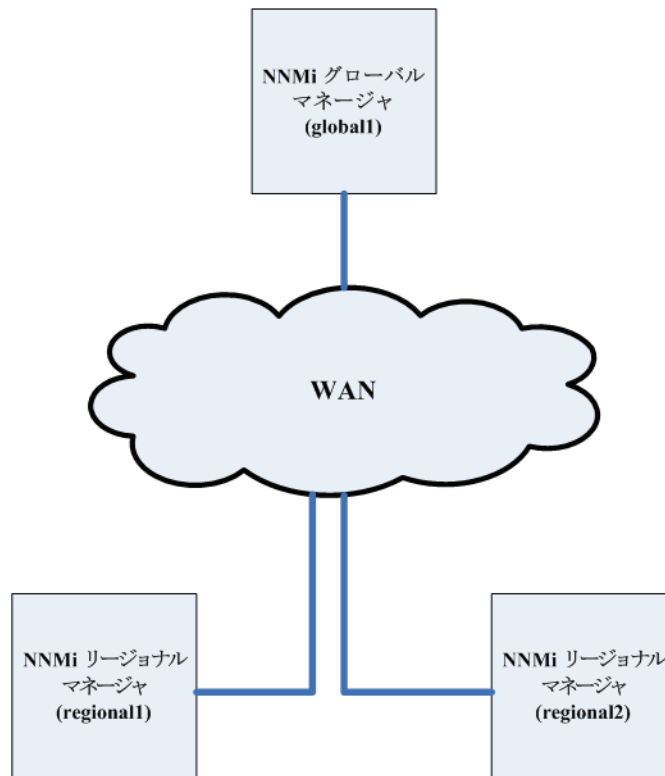 NNMi グローバル
マネージャ
(global1)
WAN
NNMi リージョナル
マネージャ
(regional1)
NNMi リージョナル
マネージャ
(regional2)